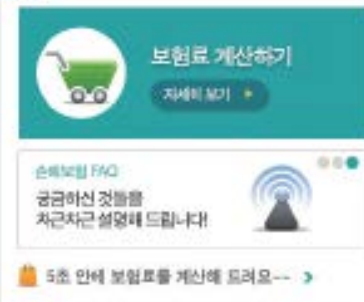 보험료 계산하기
자세히 보기
손해보험 FAQ
궁금하신 것들을
차근차근 설명해 드립니다!
5초 안에 보험료를 계산해 드려요~~